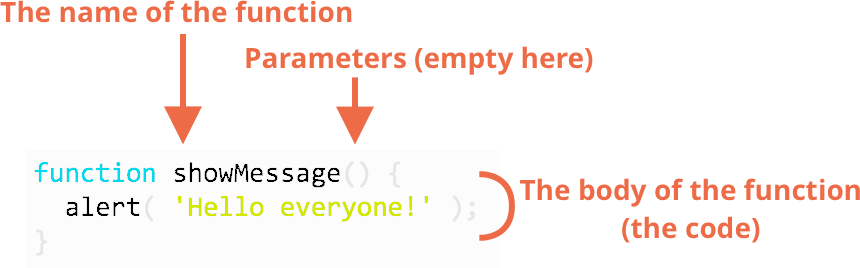 The name of the function
Parameters (empty here)
function showMessage() {
alert( 'Hello everyone!' );
}
The body of the function
(the code)